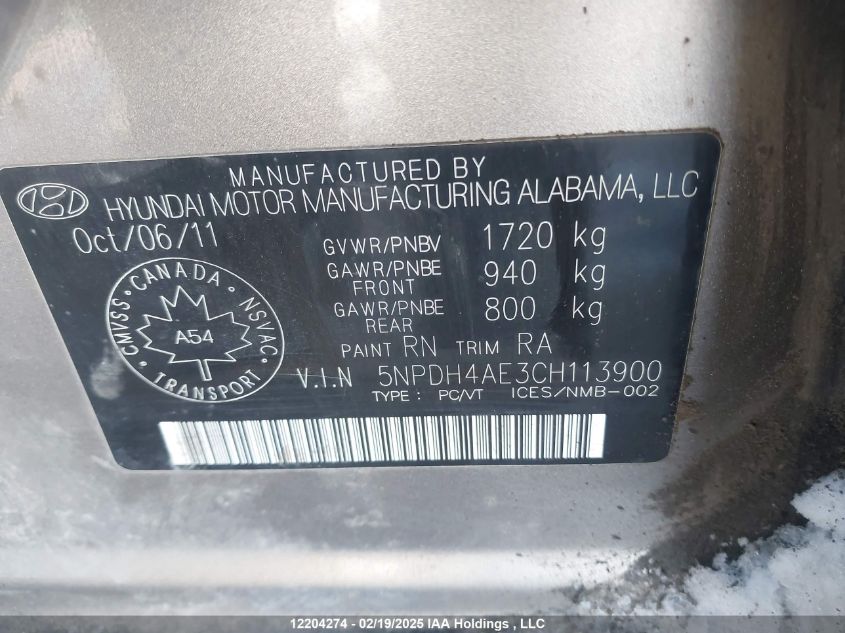 MANUFACTURED BY
HYUNDAI MOTOR MANUFACTURING ALABAMA, LLC
Oct/06/11
GVWR/PNBV 1720 kg
GAWR/PNBE FRONT 940 kg
GAWR/PNBE REAR 800 kg
CANADA
CMVSS • NSVAC
A54
TRANSPORT
PAINT RN TRIM RA
V.I.N 5NPDH4AE3CH113900
TYPE : PC/VT ICES/NMB-002
12204274 - 02/19/2025 IAA Holdings , LLC